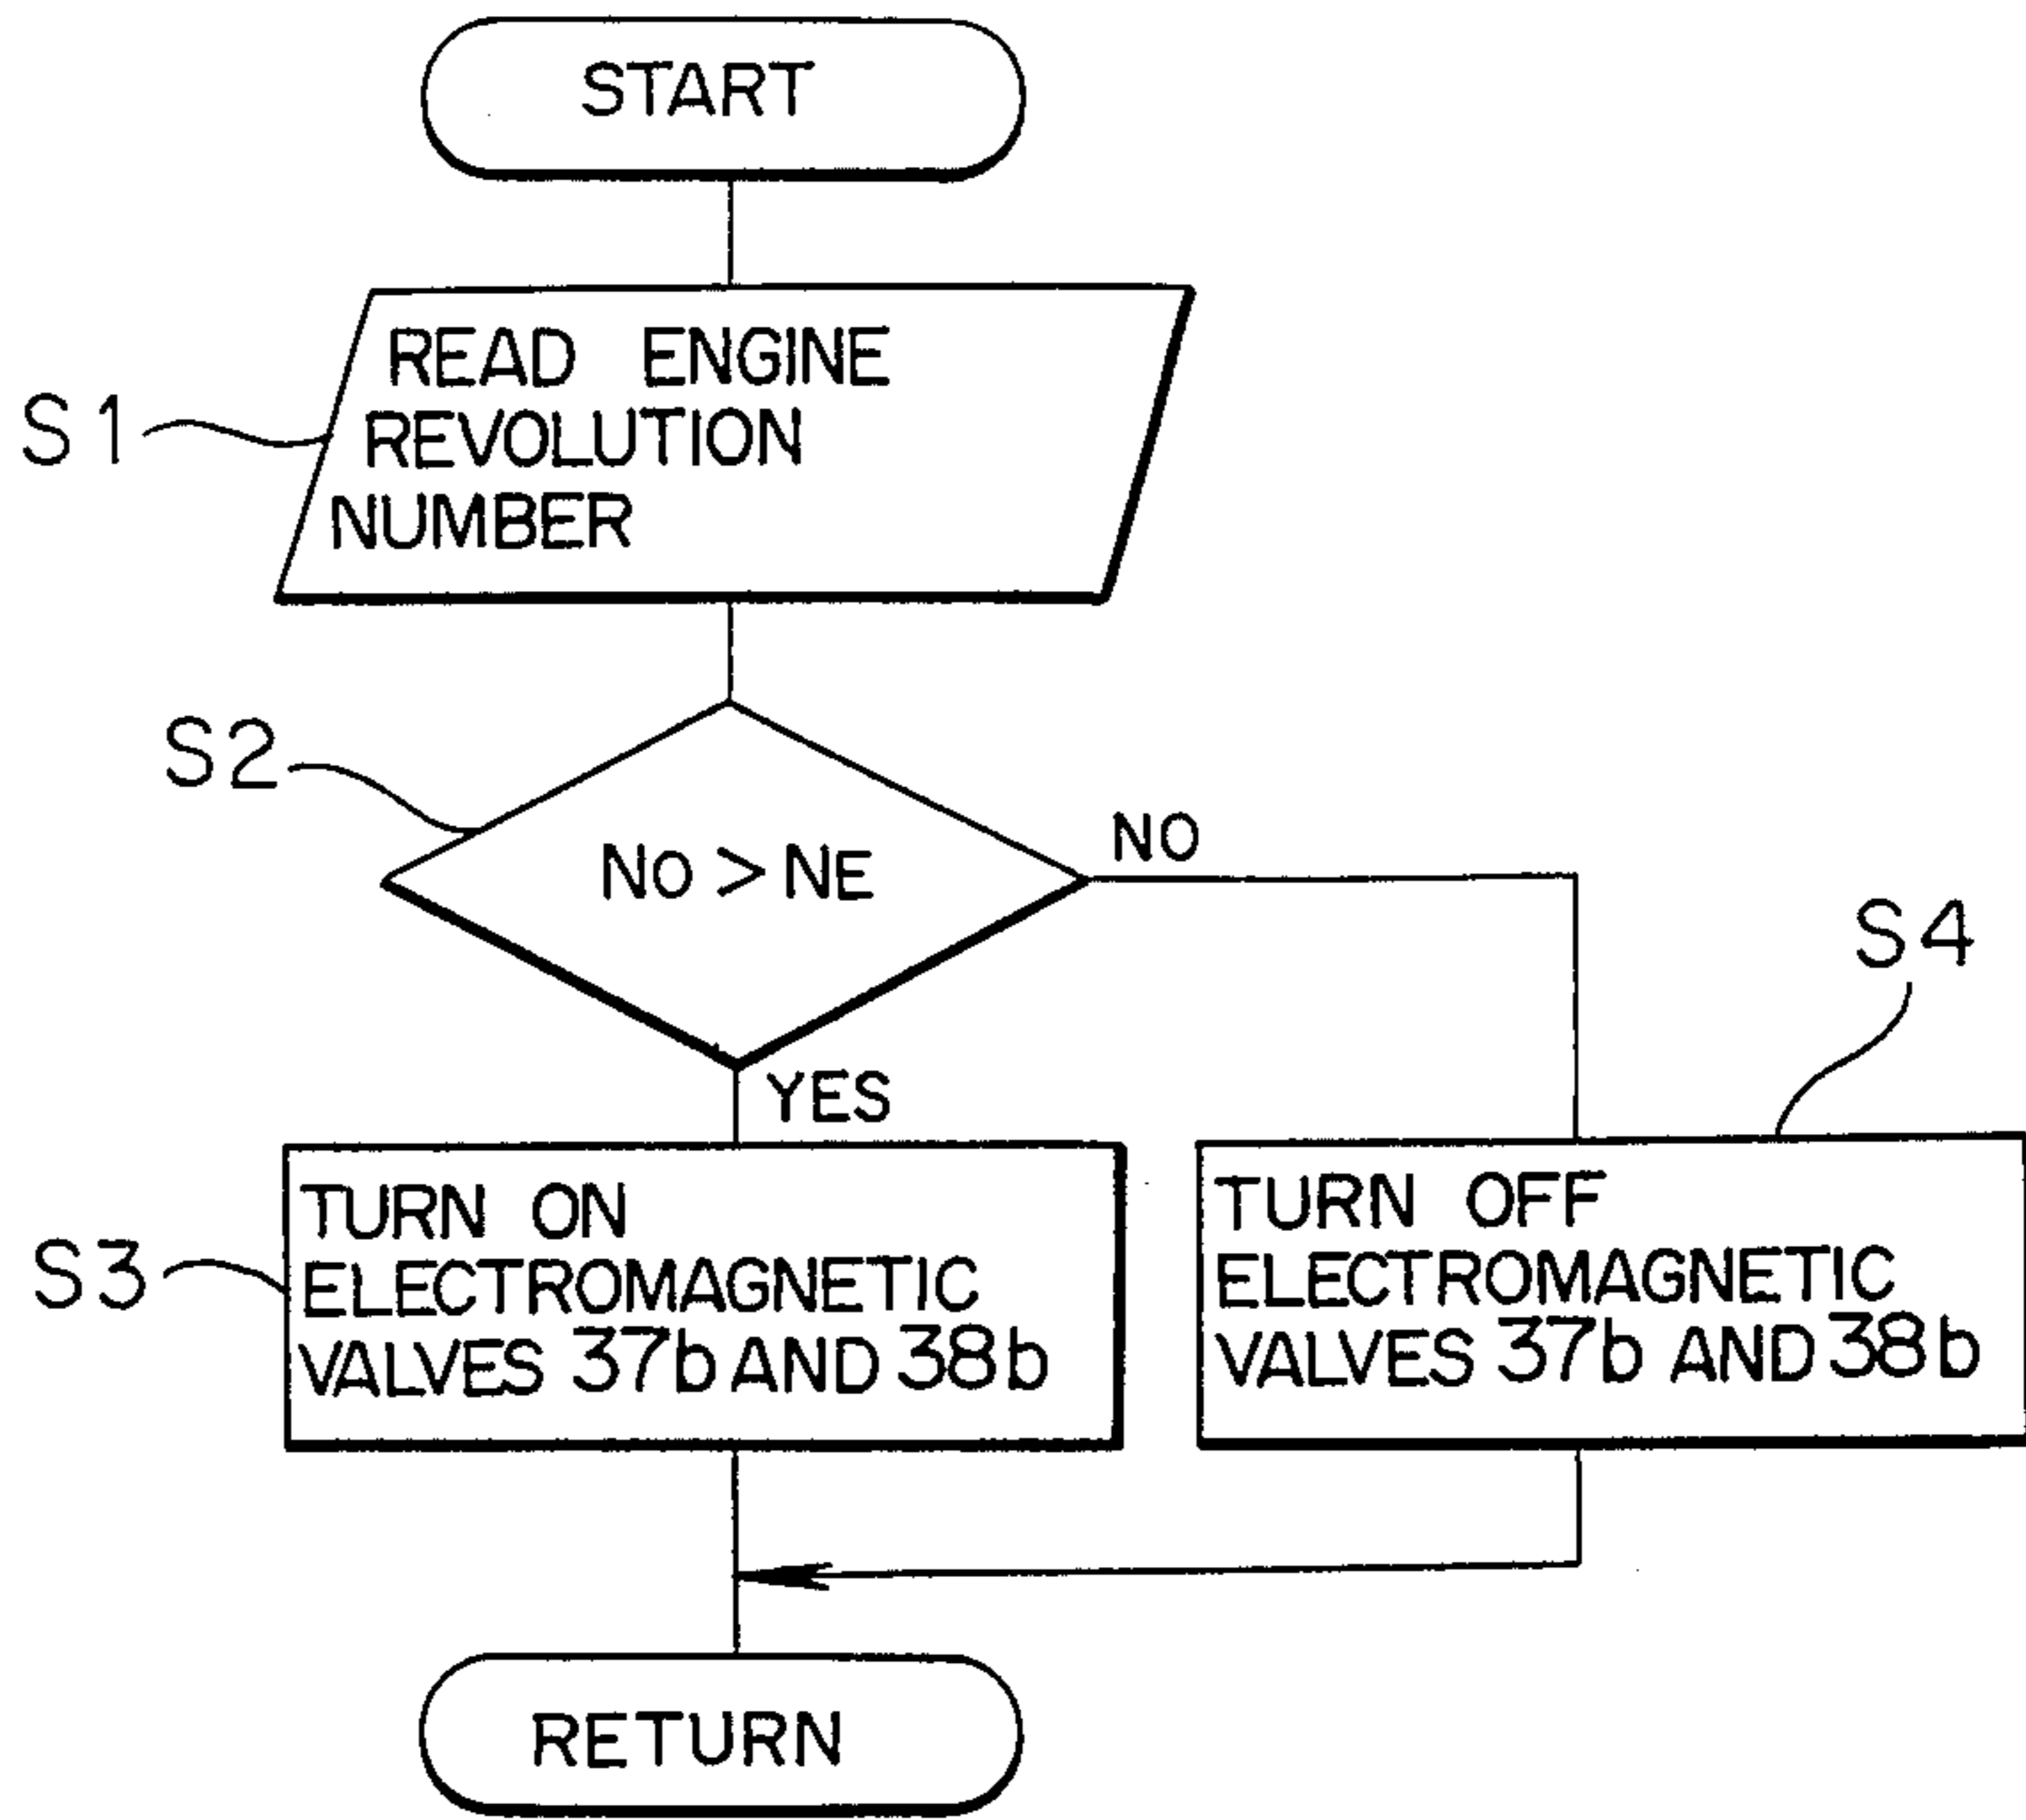 START
S1
READ ENGINE
REVOLUTION
NUMBER
S2
NO > NE
NO
YES
S4
S3
TURN ON
ELECTROMAGNETIC
VALVES 37b AND 38b
TURN OFF
ELECTROMAGNETIC
VALVES 37b AND 38b
RETURN